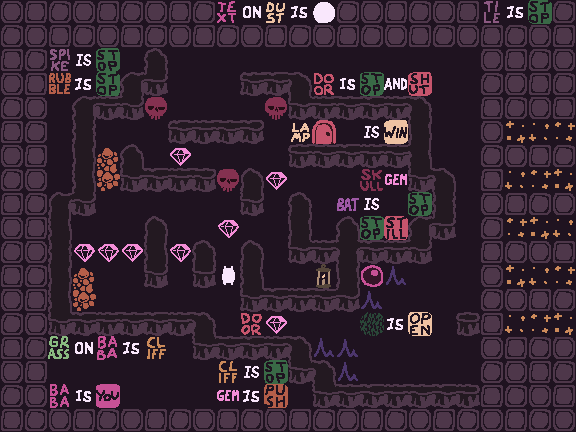 TEXT ON DUST IS
TILE IS STOP
SPIKE IS STOP
RUBBLE IS STOP
DOOR IS STOP AND SHUT
LAMP IS WIN
SKULL GEM
BAT IS STOP
STOP STILL
DOOR IS OPEN
GRASS ON BABA IS CLIFF
CLIFF IS STOP
BABA IS YOU
GEM IS PUSH